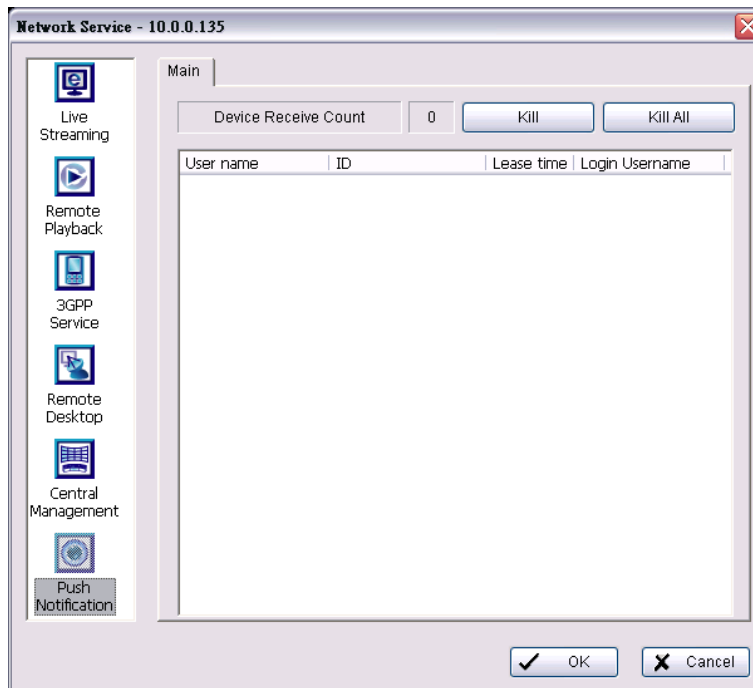 Network Service - 10.0.0.135
Live
Streaming
Remote
Playback
3GPP
Service
Remote
Desktop
Central
Management
Push
Notification
Main
Device Receive Count 0 Kill Kill All
User name ID Lease time Login Username
OK Cancel